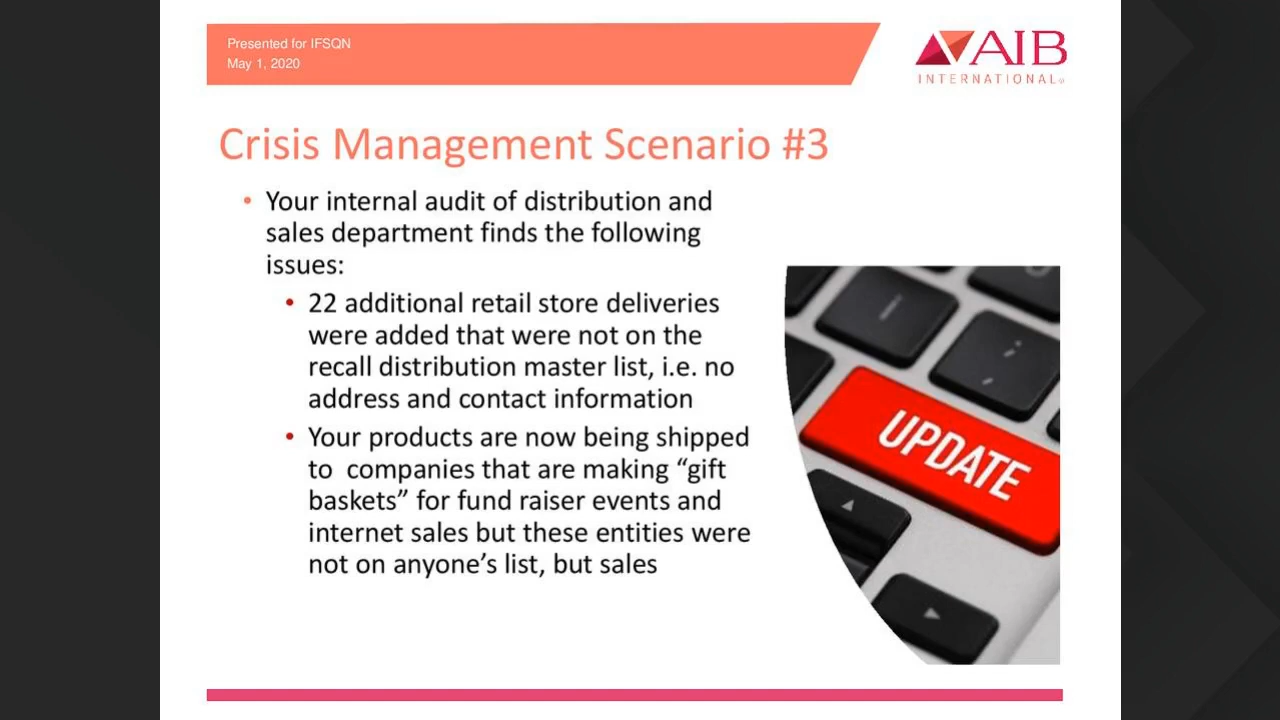 Presented for IFSQN
May 1, 2020
AIB
INTERNATIONAL
Crisis Management Scenario #3
• Your internal audit of distribution and
sales department finds the following
issues:
• 22 additional retail store deliveries
were added that were not on the
recall distribution master list, i.e. no
address and contact information
• Your products are now being shipped
to companies that are making “gift
baskets” for fund raiser events and
internet sales but these entities were
not on anyone’s list, but sales
UPDATE